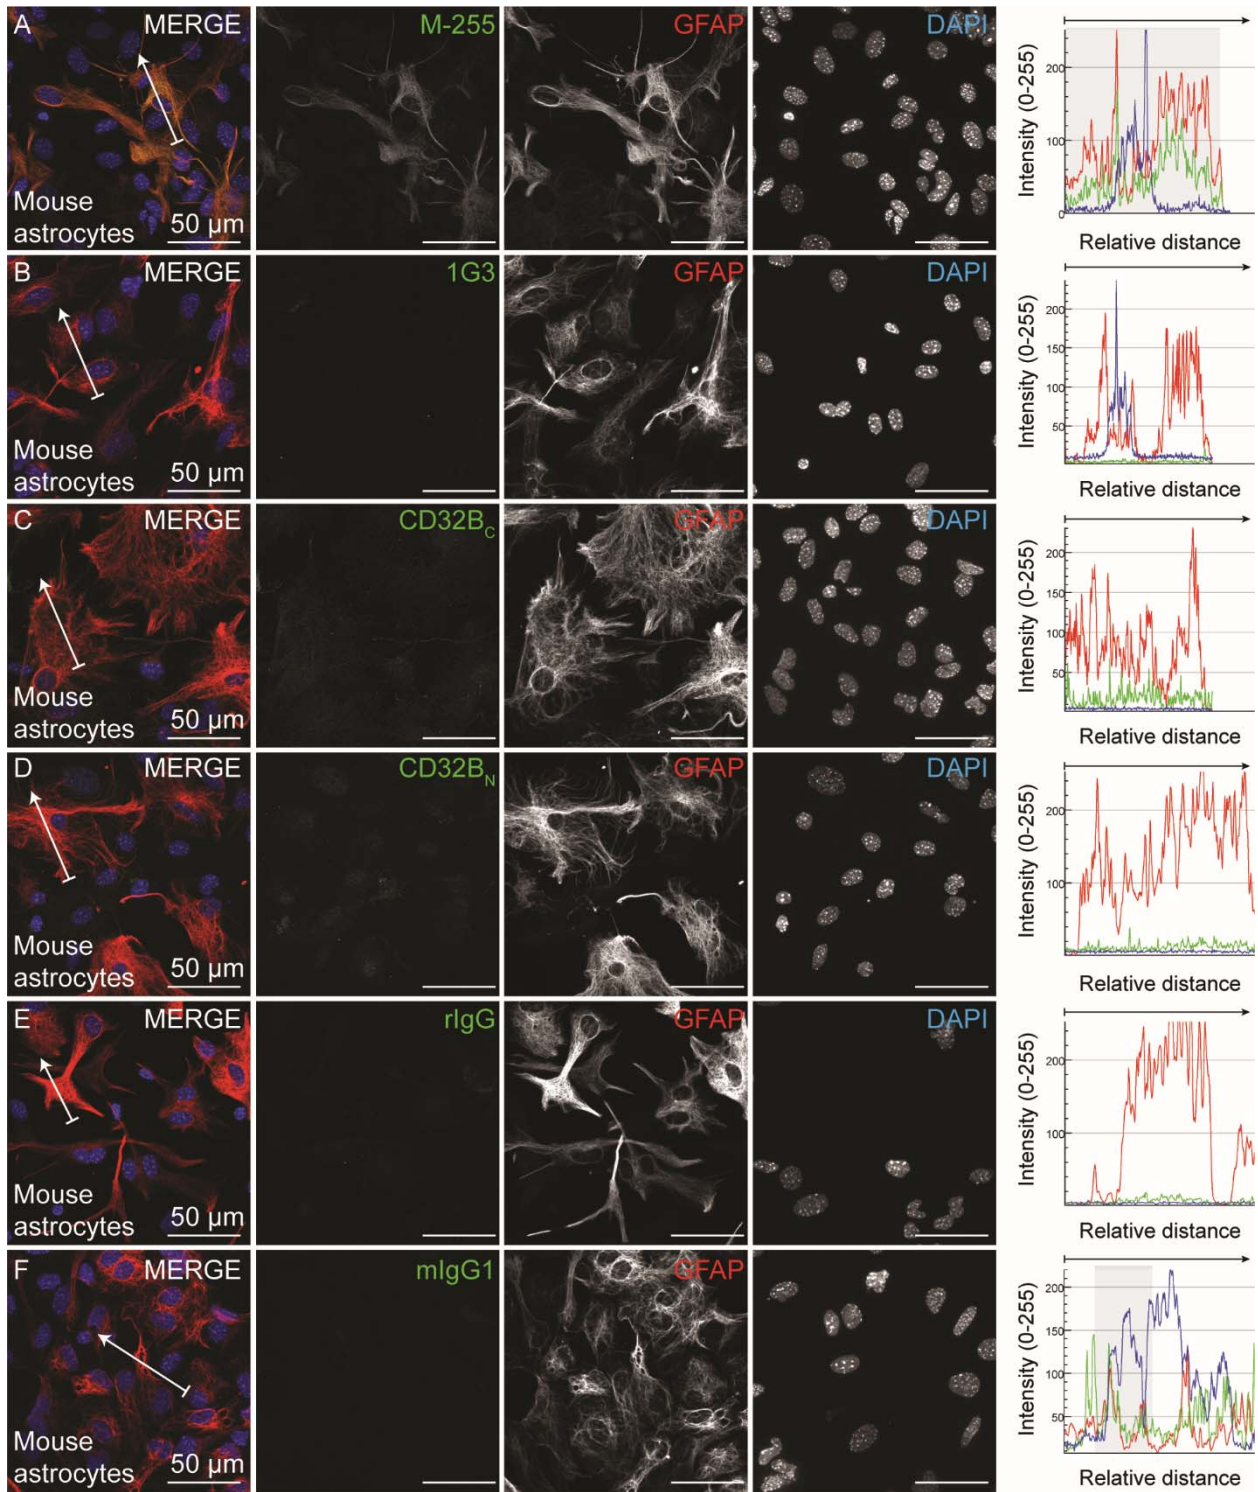 A MERGE M-255 GFAP DAPI
Mouse
astrocytes 50 µm
Intensity (0-255)
200
150
100
50
0
Relative distance
B MERGE 1G3 GFAP DAPI
Mouse
astrocytes 50 µm
Intensity (0-255)
200
150
100
50
Relative distance
C MERGE CD32BC GFAP DAPI
Mouse
astrocytes 50 µm
Intensity (0-255)
200
150
100
50
Relative distance
D MERGE CD32BN GFAP DAPI
Mouse
astrocytes 50 µm
Intensity (0-255)
200
100
Relative distance
E MERGE rIgG GFAP DAPI
Mouse
astrocytes 50 µm
Intensity (0-255)
200
100
Relative distance
F MERGE mIgG1 GFAP DAPI
Mouse
astrocytes 50 µm
Intensity (0-255)
200
150
100
50
Relative distance